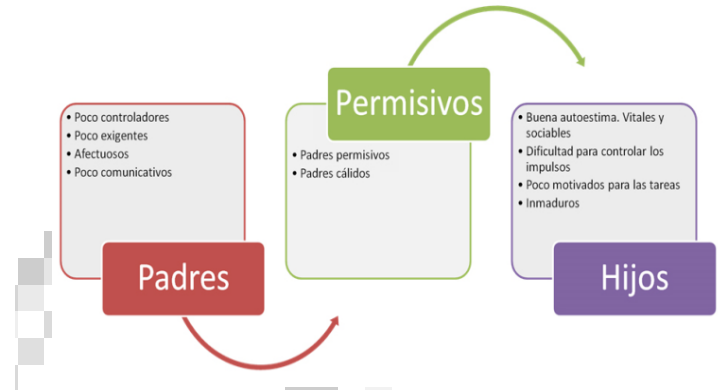 • Poco controladores
• Poco exigentes
• Afectuosos
• Poco comunicativos
Padres
Permisivos
• Padres permisivos
• Padres cálidos
• Buena autoestima. Vitales y
sociables
• Dificultad para controlar los
impulsos
• Poco motivados para las tareas
• Inmaduros
Hijos